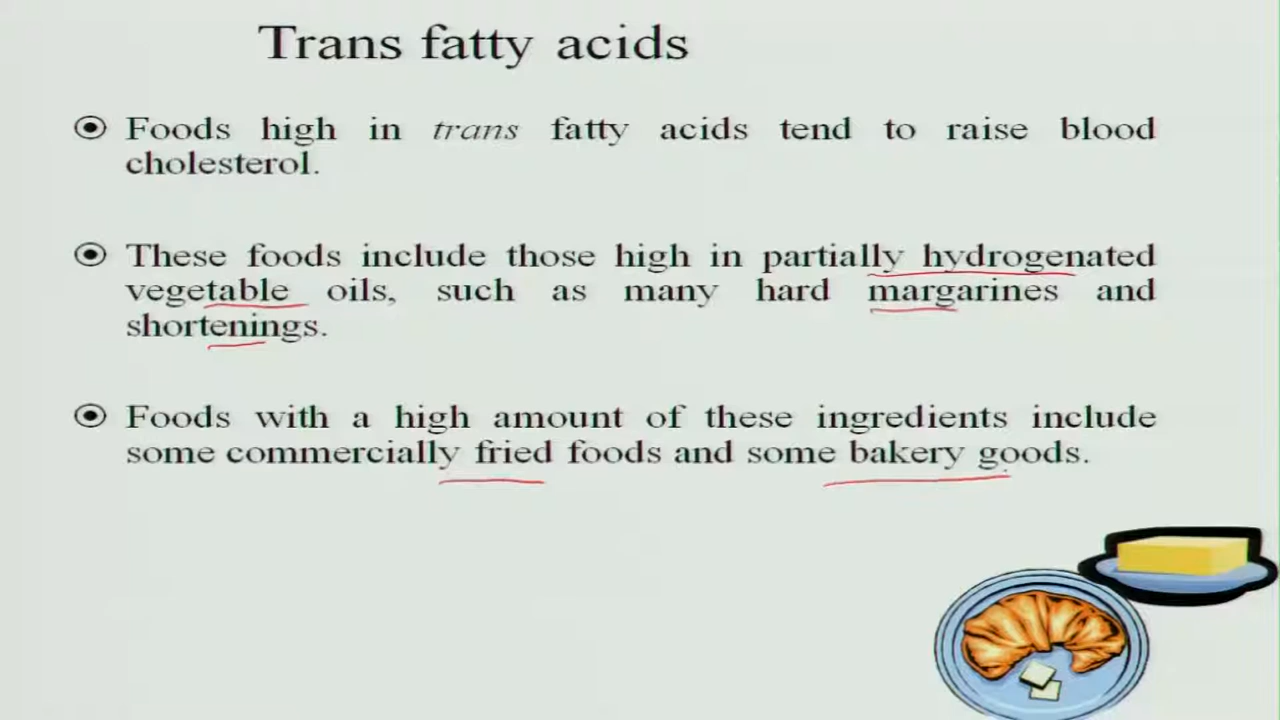 Trans fatty acids
Foods high in trans fatty acids tend to raise blood
cholesterol.
These foods include those high in partially hydrogenated
vegetable oils, such as many hard margarines and
shortenings.
Foods with a high amount of these ingredients include
some commercially fried foods and some bakery goods.